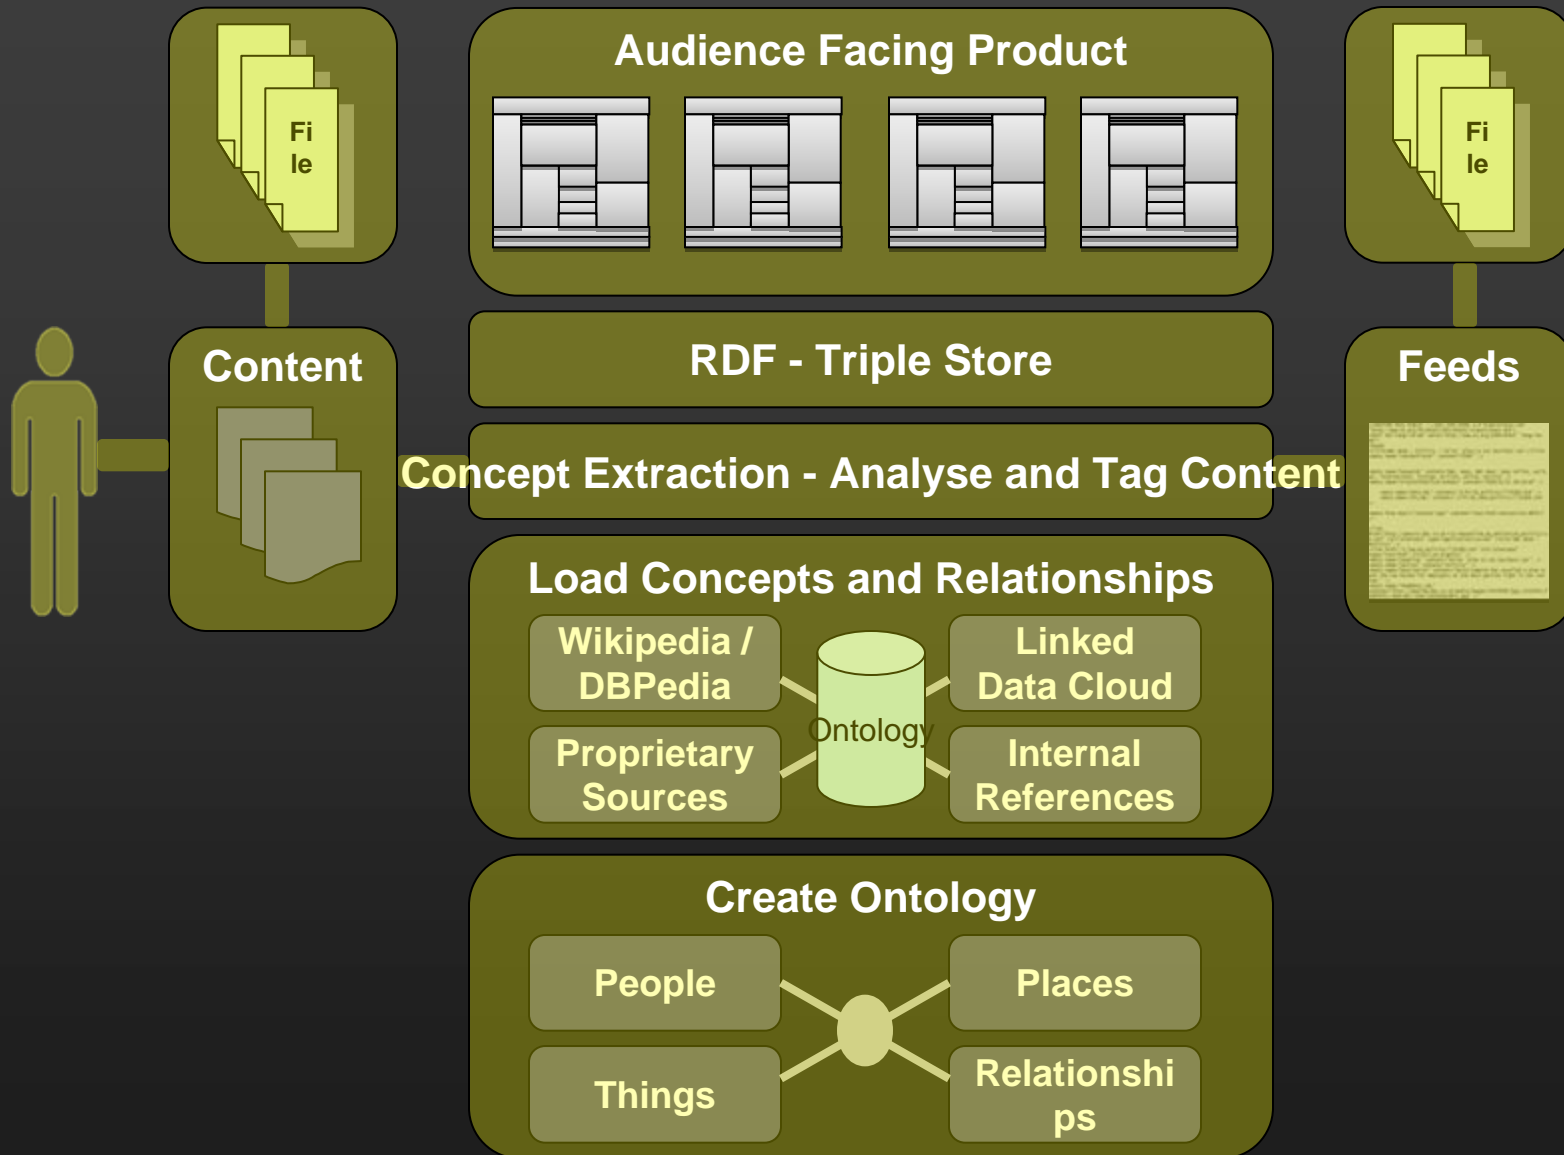 Audience Facing Product
Fi
le
Fi
le
Content
RDF - Triple Store
Feeds
Concept Extraction - Analyse and Tag Content
Load Concepts and Relationships
Wikipedia /
DBPedia
Linked
Data Cloud
Ontology
Proprietary
Sources
Internal
References
Create Ontology
People
Places
Things
Relationshi
ps